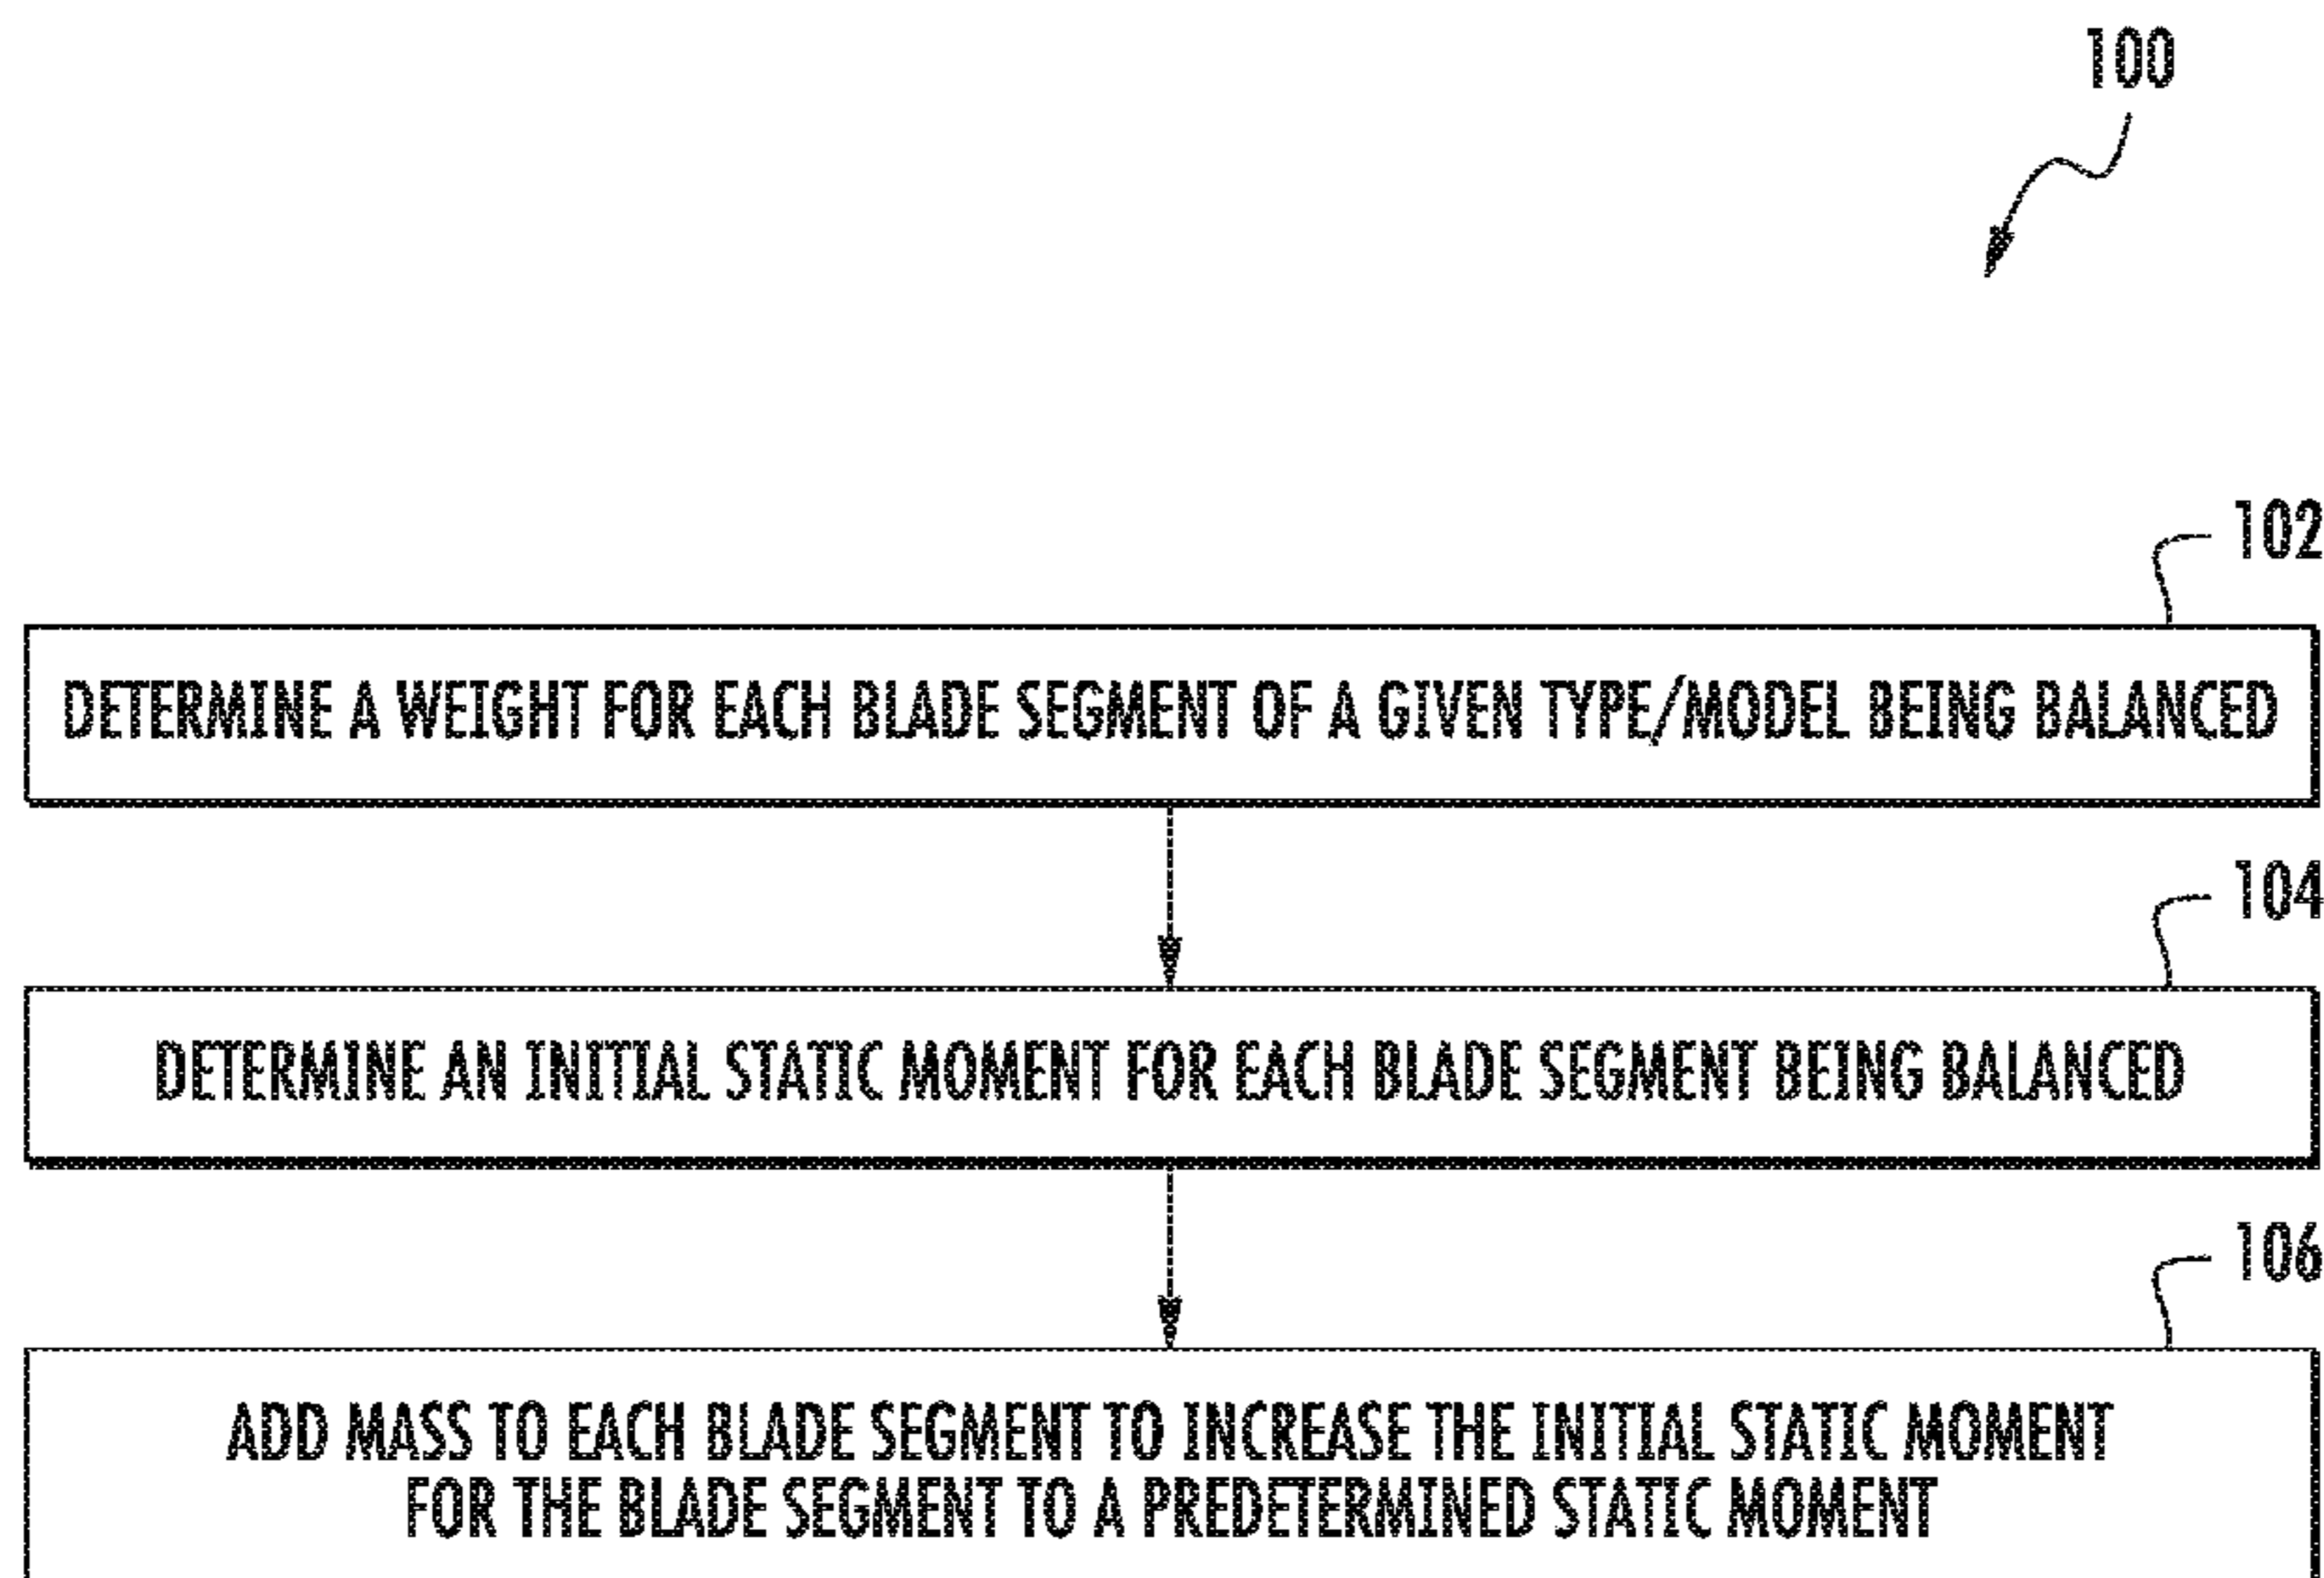 100
102
DETERMINE A WEIGHT FOR EACH BLADE SEGMENT OF A GIVEN TYPE/MODEL BEING BALANCED
104
DETERMINE AN INITIAL STATIC MOMENT FOR EACH BLADE SEGMENT BEING BALANCED
106
ADD MASS TO EACH BLADE SEGMENT TO INCREASE THE INITIAL STATIC MOMENT
FOR THE BLADE SEGMENT TO A PREDETERMINED STATIC MOMENT